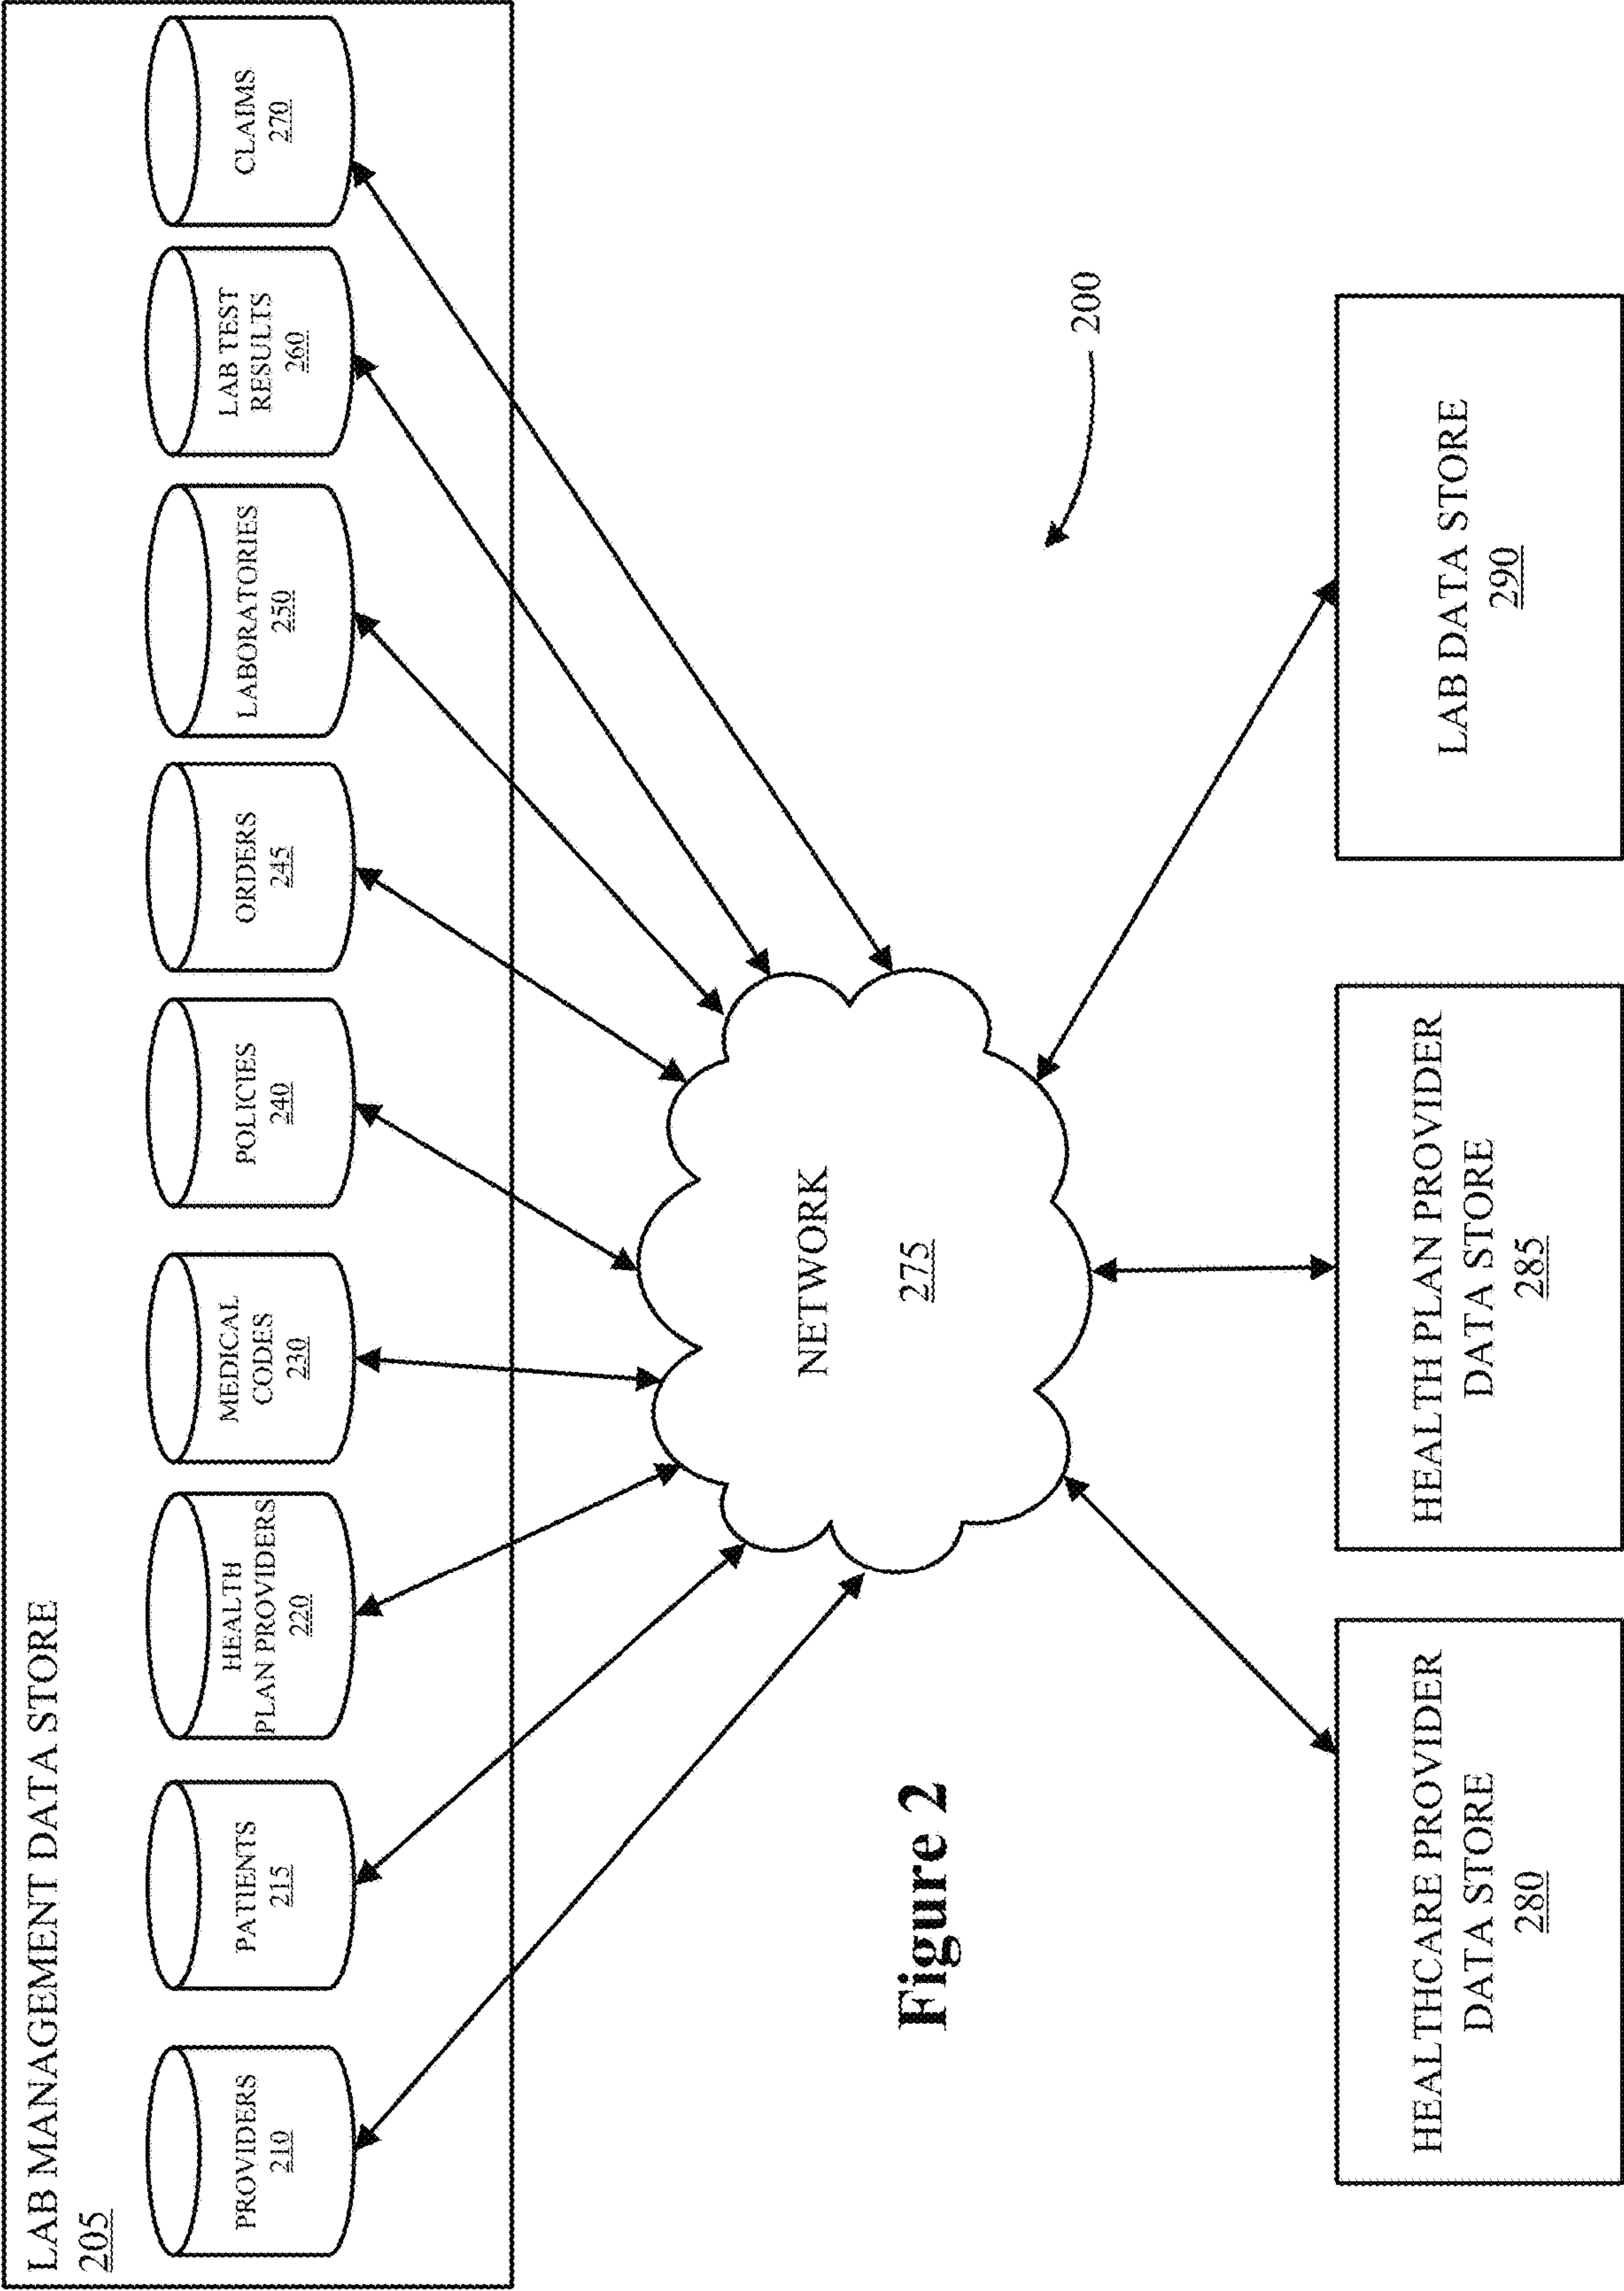 LAB MANAGEMENT DATA STORE
205
PROVIDERS
210
PATIENTS
215
HEALTH
PLAN PROVIDERS
220
MEDICAL
CODES
230
POLICIES
240
ORDERS
245
LABORATORIES
250
LAB TEST
RESULTS
260
CLAIMS
270
NETWORK
275
200
Figure 2
HEALTHCARE PROVIDER
DATA STORE
280
HEALTH PLAN PROVIDER
DATA STORE
285
LAB DATA STORE
290